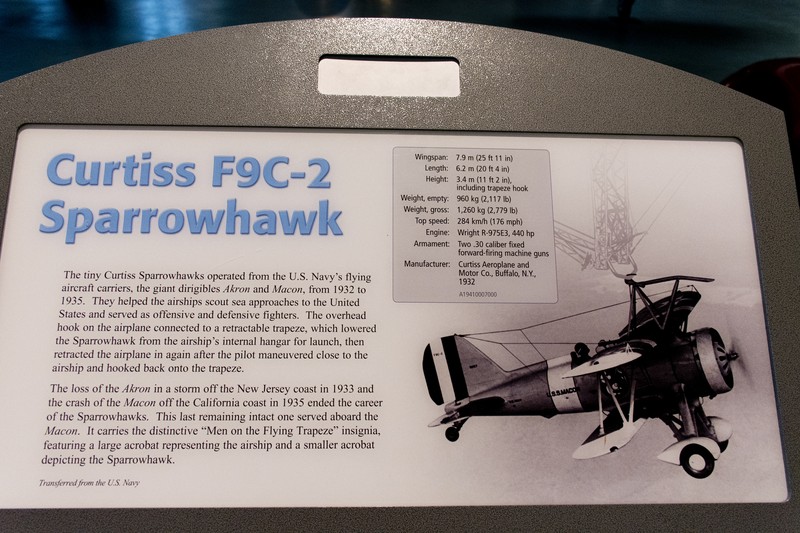 Curtiss F9C-2
Sparrowhawk
The tiny Curtiss Sparrowhawks operated from the U.S. Navy's flying
aircraft carriers, the giant dirigibles Akron and Macon, from 1932 to
1935. They helped the airships scout sea approaches to the United
States and served as offensive and defensive fighters. The overhead
hook on the airplane connected to a retractable trapeze, which lowered
the Sparrowhawk from the airship's internal hangar for launch, then
retracted the airplane in again after the pilot maneuvered close to the
airship and hooked back onto the trapeze.
The loss of the Akron in a storm off the New Jersey coast in 1933 and
the crash of the Macon off the California coast in 1935 ended the career
of the Sparrowhawks. This last remaining intact one served aboard the
Macon. It carries the distinctive "Men on the Flying Trapeze" insignia,
featuring a large acrobat representing the airship and a smaller acrobat
depicting the Sparrowhawk.
Transferred from the U.S. Navy
Wingspan: 7.9 m (25 ft 11 in)
Length: 6.2 m (20 ft 4 in)
Height: 3.4 m (11 ft 2 in),
including trapeze hook
Weight, empty: 960 kg (2,117 lb)
Weight, gross: 1,260 kg (2,779 lb)
Top speed: 284 km/h (176 mph)
Engine: Wright R-975E3, 440 hp
Armament: Two .30 caliber fixed
forward-firing machine guns
Manufacturer: Curtiss Aeroplane and
Motor Co., Buffalo, N.Y.,
1932
A19410007000
U.S.S. MACON